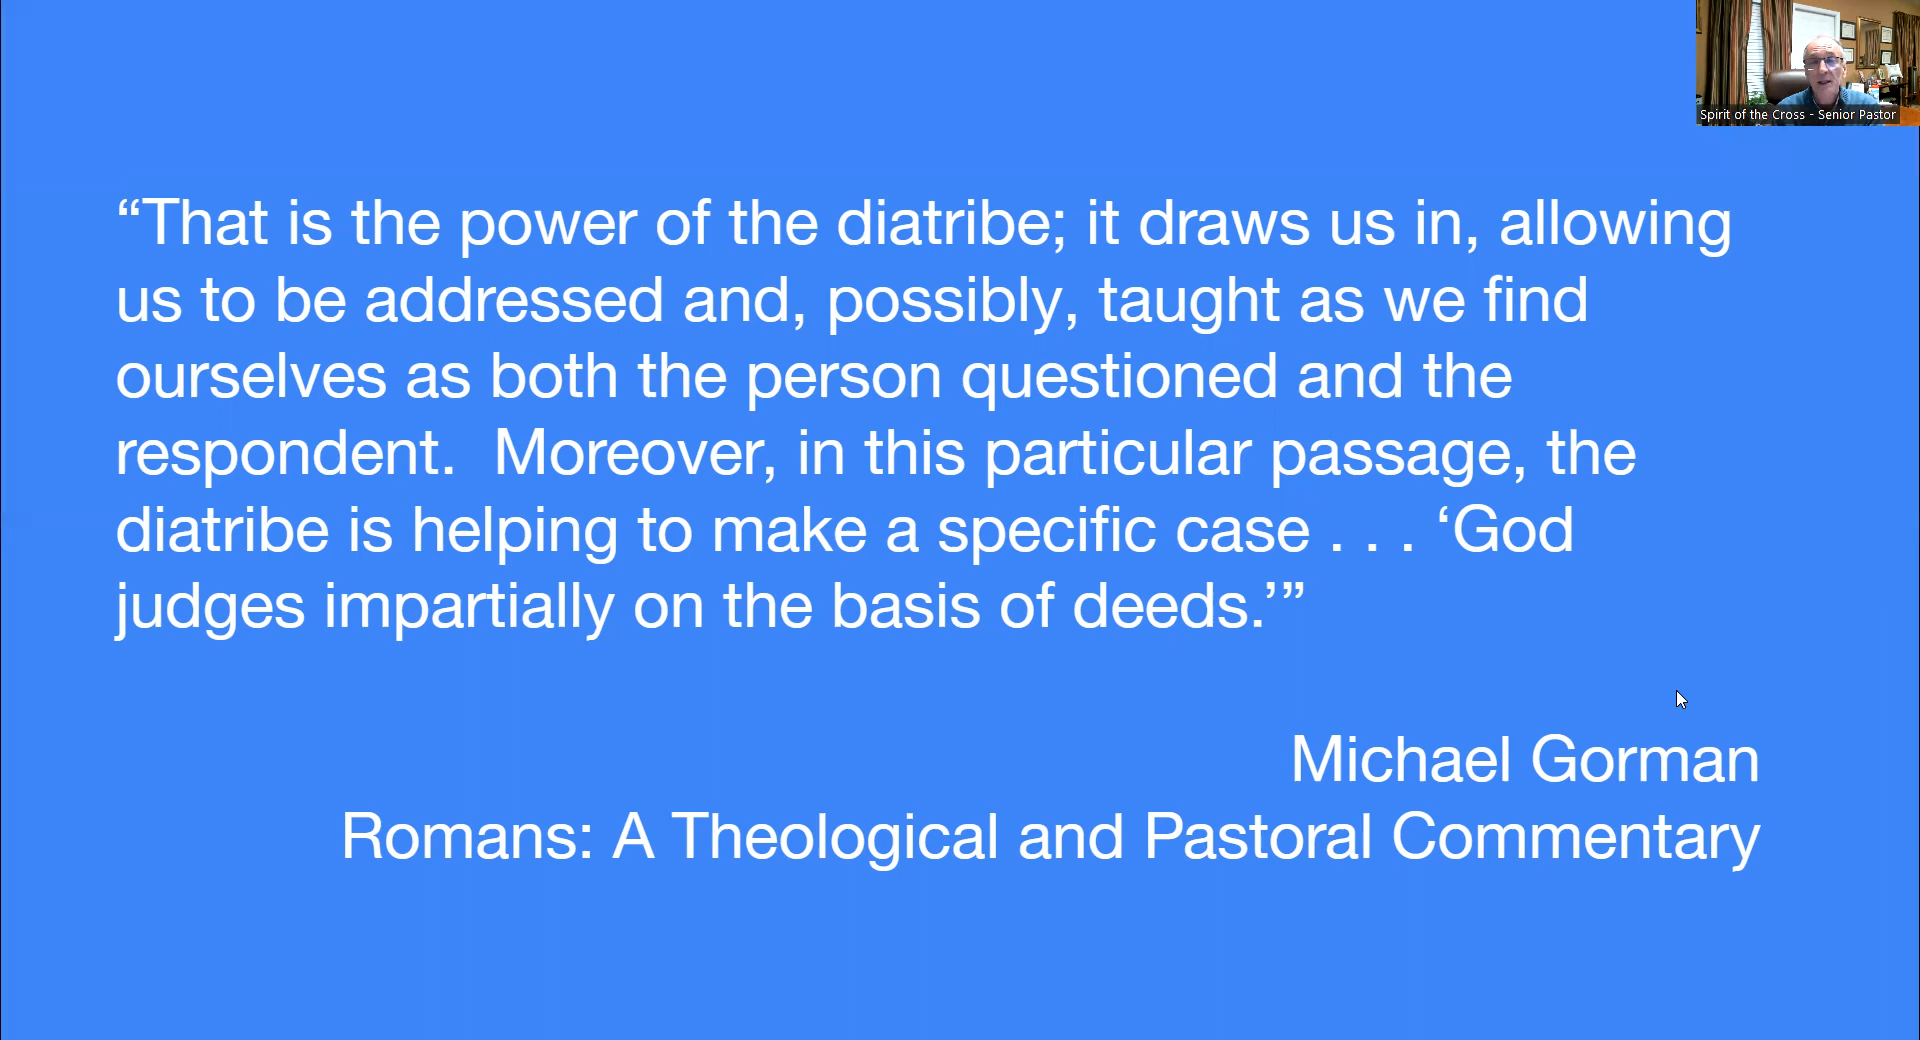 Spirit of the Cross - Senior Pastor
“That is the power of the diatribe; it draws us in, allowing
us to be addressed and, possibly, taught as we find
ourselves as both the person questioned and the
respondent.  Moreover, in this particular passage, the
diatribe is helping to make a specific case . . . ‘God
judges impartially on the basis of deeds.’”
Michael Gorman
Romans: A Theological and Pastoral Commentary